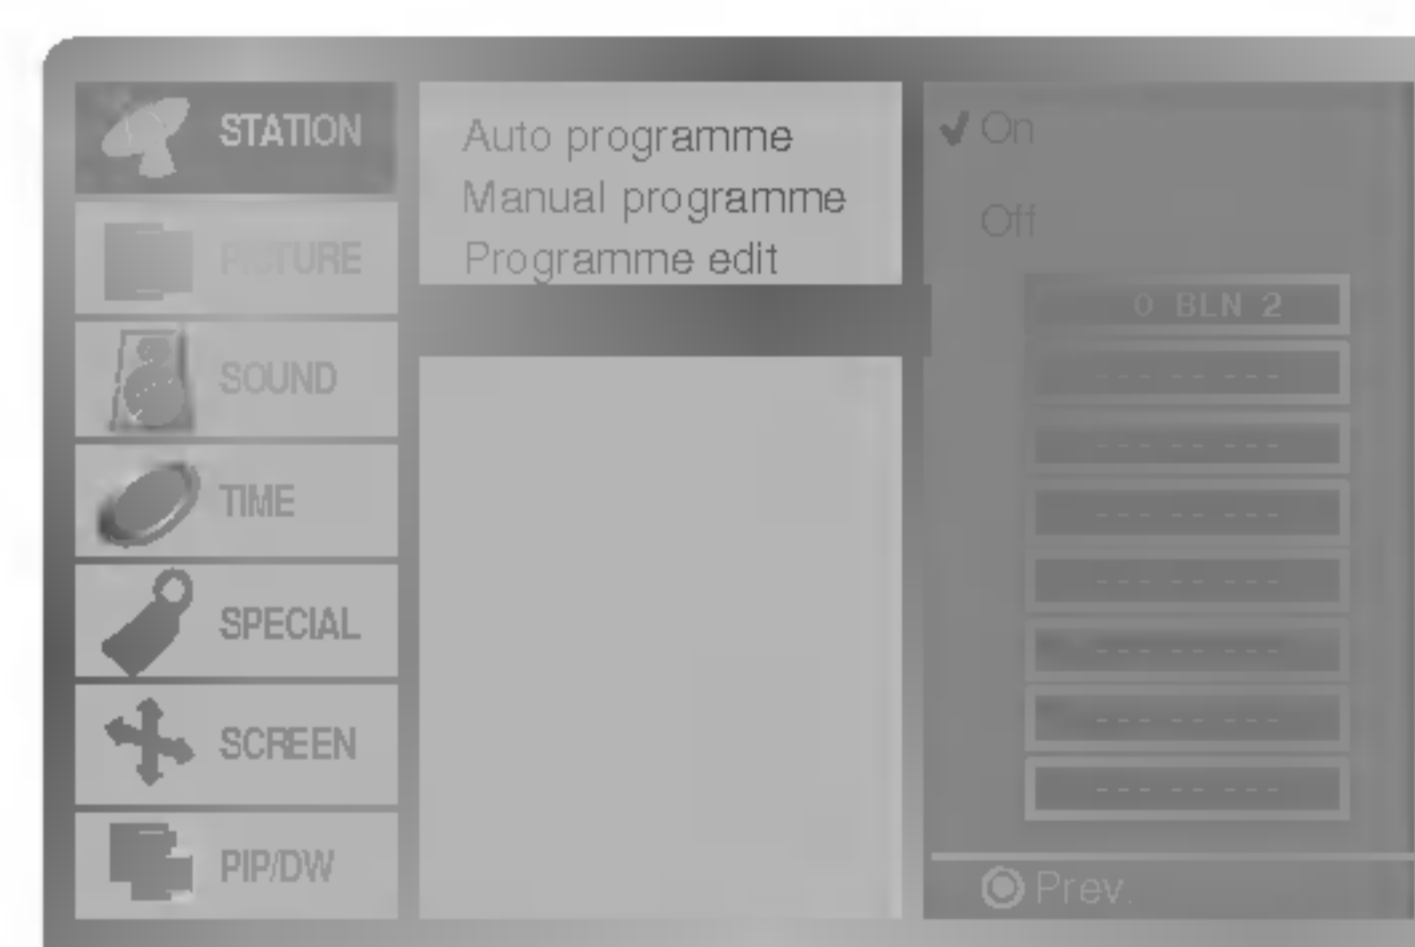 STATION
PICTURE
SOUND
TIME
SPECIAL
SCREEN
PIP/DW
Auto programme
Manual programme
Programme edit
✔ On
Off
0 BLN 2
--- -- ---
--- -- ---
--- -- ---
--- -- ---
--- -- ---
--- -- ---
--- -- ---
Prev.